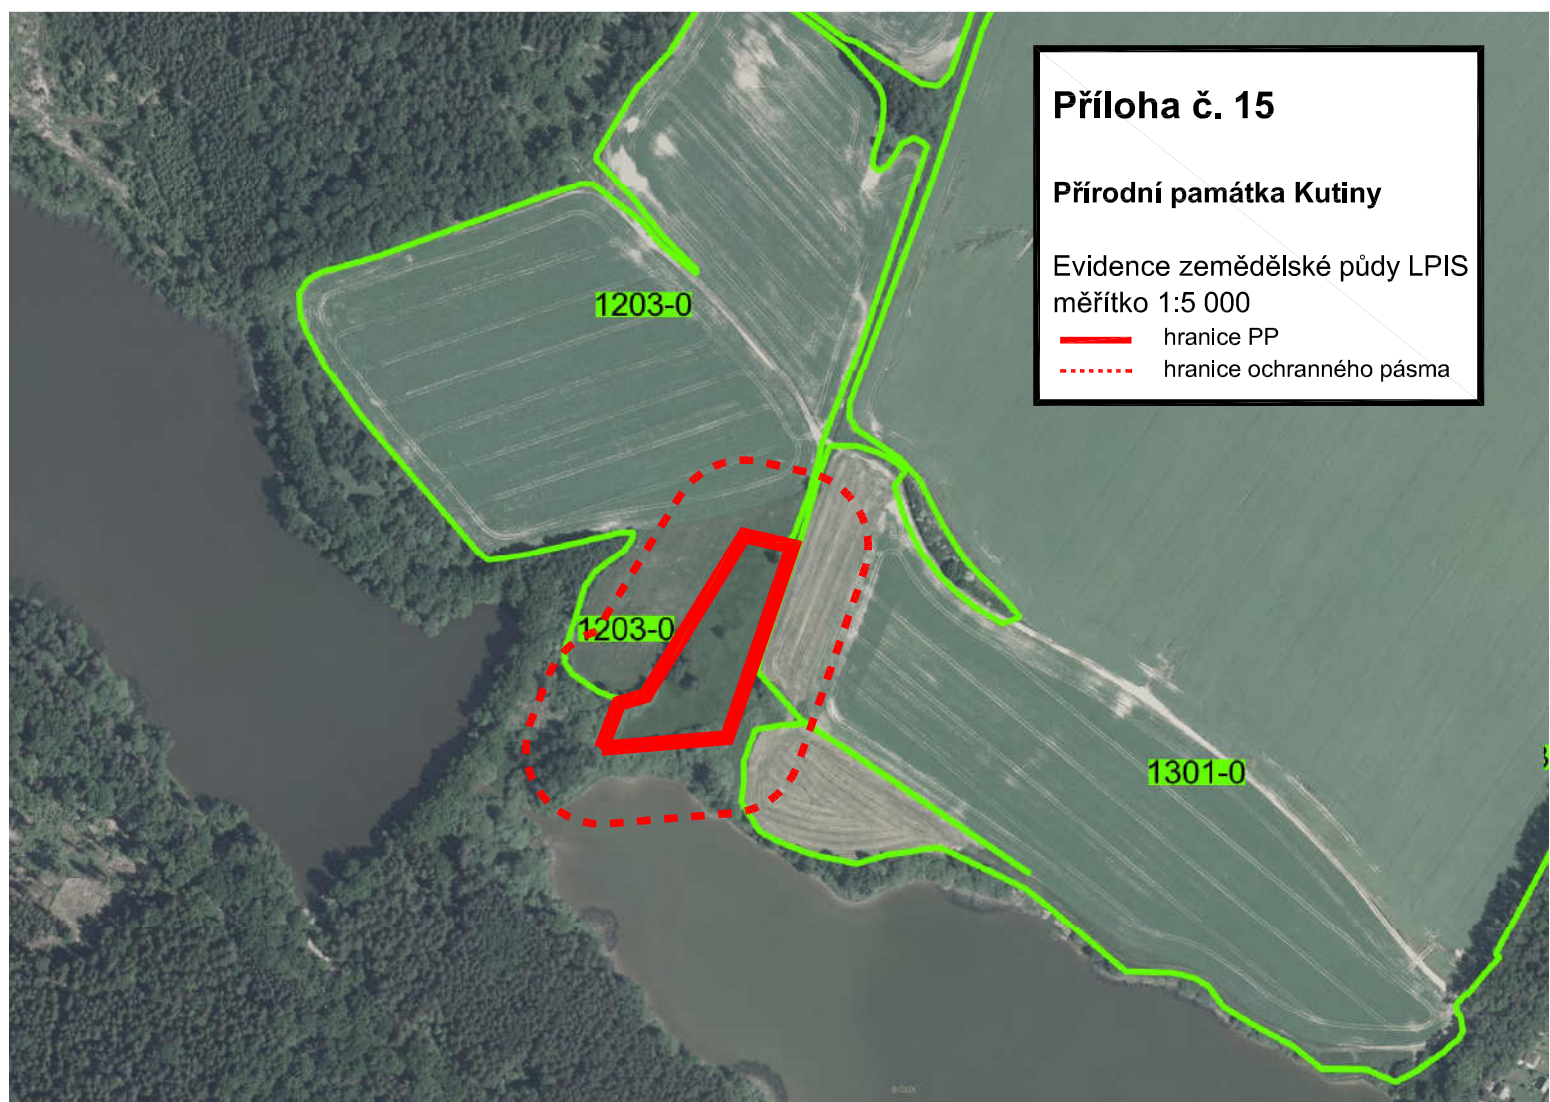 Příloha č. 15
Přírodní památka Kutiny
Evidence zemědělské půdy LPIS
měřítko 1:5 000
hranice PP
hranice ochranného pásma
1203-0
1203-0
1301-0